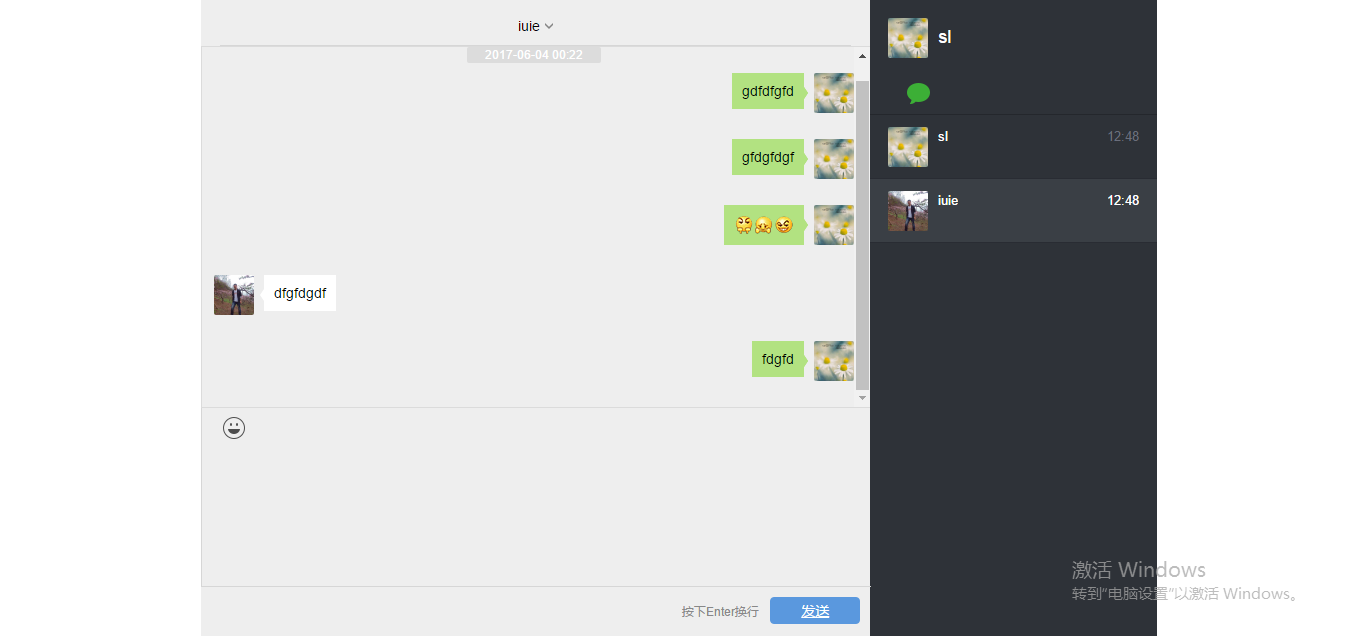 iuie
2017-06-04 00:22
gdfdfgfd
gfdgfdgf
dfgfdgdf
fdgfd
按下Enter换行
发送
sl
sl 12:48
iuie 12:48
激活 Windows
转到"电脑设置"以激活 Windows。